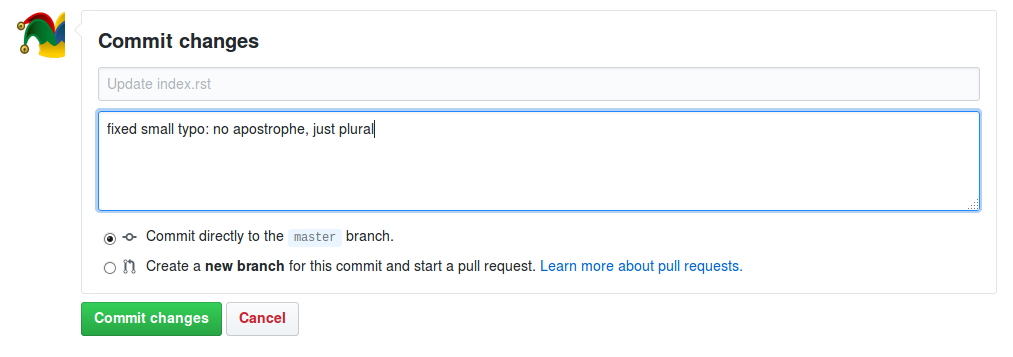 Commit changes
Update index.rst
fixed small typo: no apostrophe, just plural
Commit directly to the master branch.
Create a new branch for this commit and start a pull request. Learn more about pull requests.
Commit changes Cancel